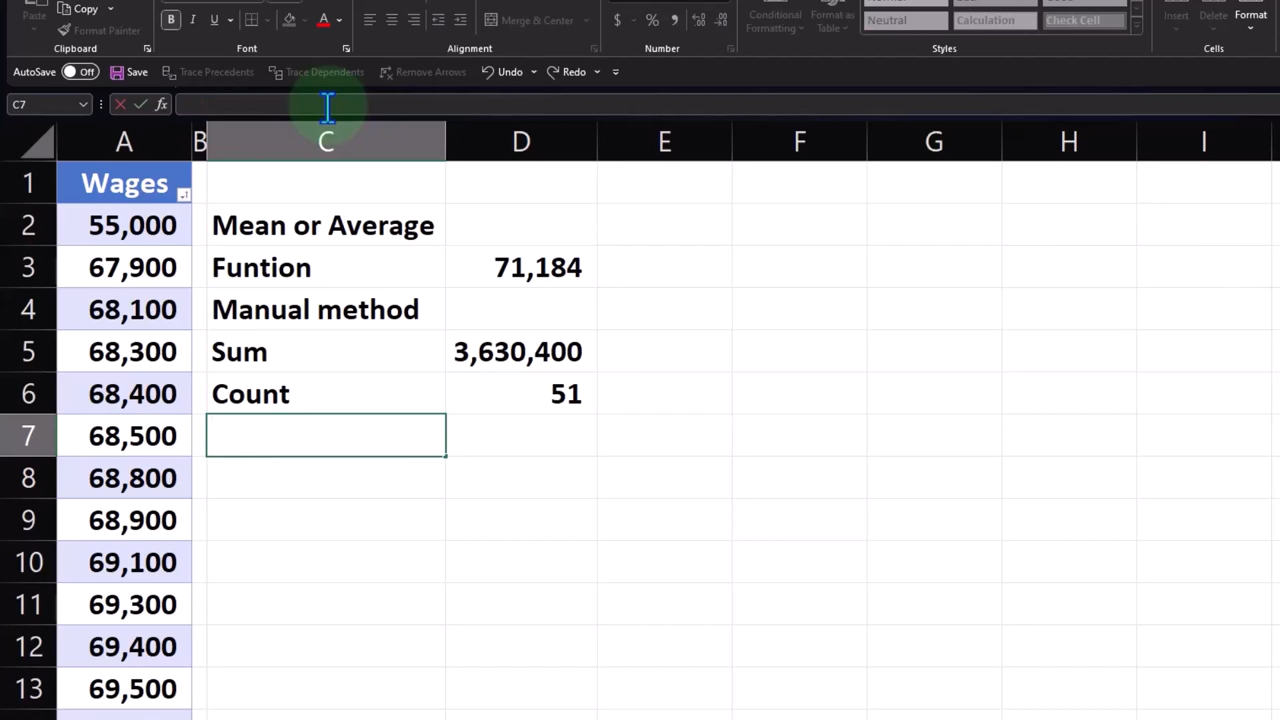 Copy
Paste
Format Painter
B I U A
Merge & Center
$ %
Conditional Formatting
Format as Table
Neutral Calculation Check Cell
Insert Delete Format
Clipboard Font Alignment Number Styles Cells
AutoSave Off Save Trace Precedents Trace Dependents Remove Arrows Undo Redo
C7 fx
A B C D E F G H I
1 Wages
2 55,000 Mean or Average
3 67,900 Funtion 71,184
4 68,100 Manual method
5 68,300 Sum 3,630,400
6 68,400 Count 51
7 68,500
8 68,800
9 68,900
10 69,100
11 69,300
12 69,400
13 69,500